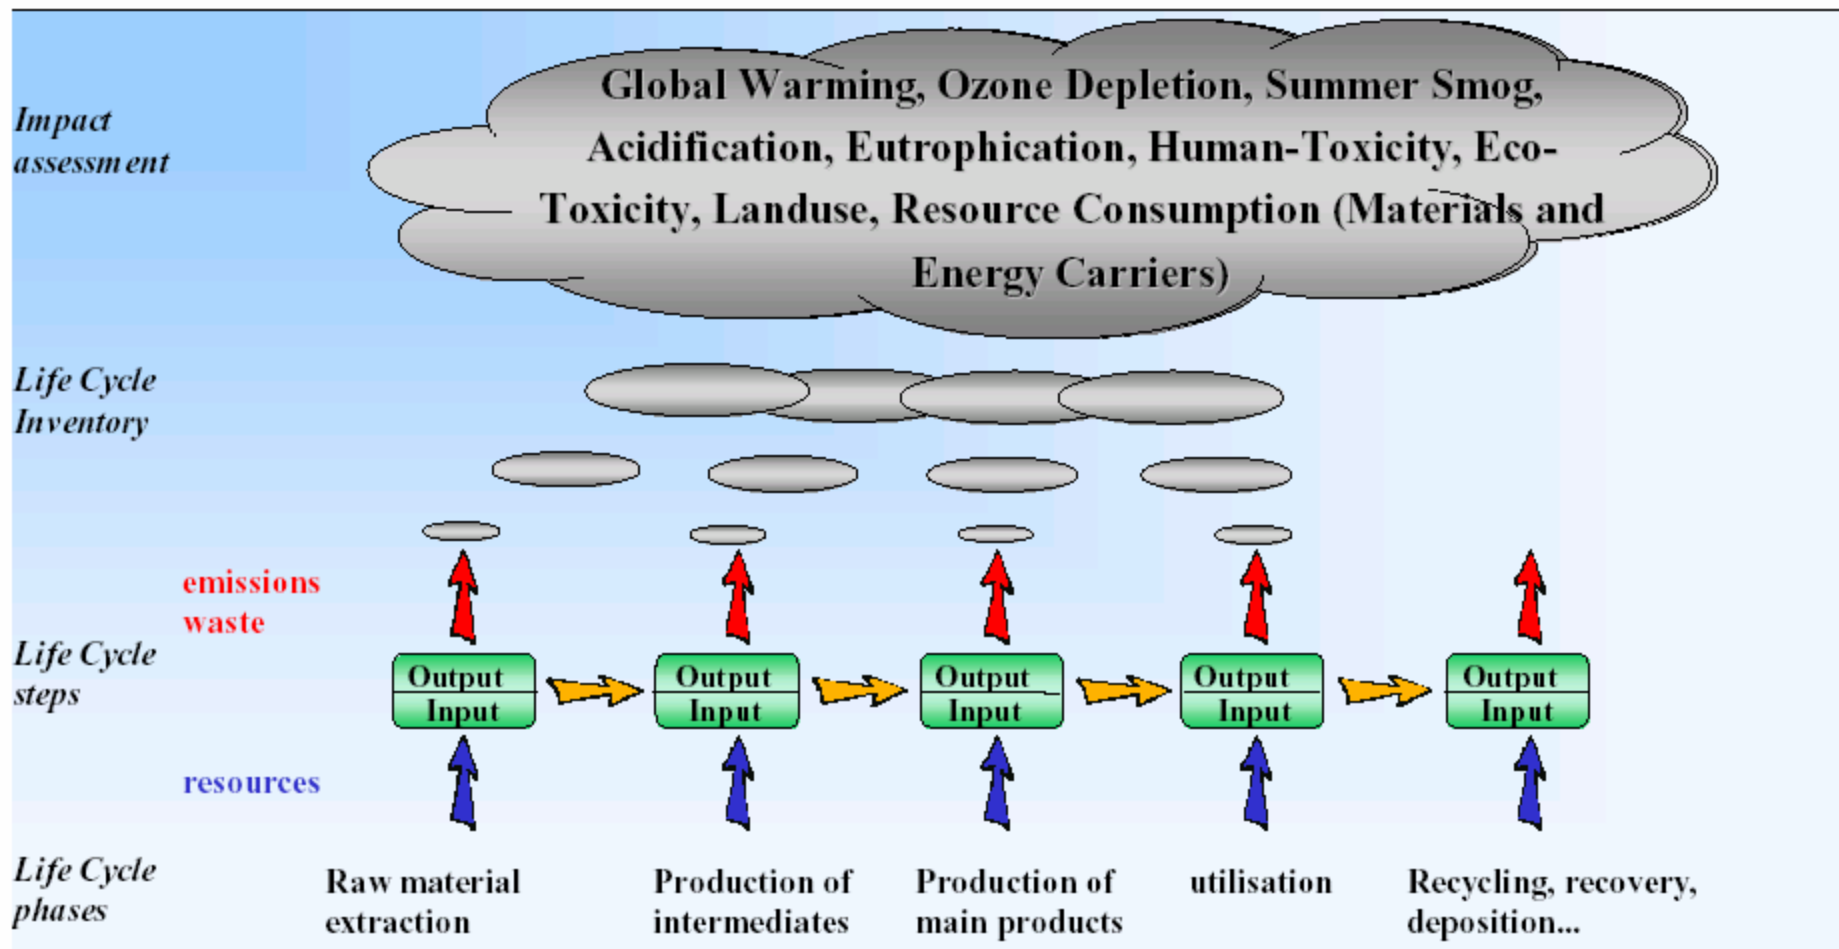 Global Warming, Ozone Depletion, Summer Smog,
Acidification, Eutrophication, Human-Toxicity, Eco-
Toxicity, Landuse, Resource Consumption (Materials and
Energy Carriers)
Impact
assessment
Life Cycle
Inventory
emissions
waste
Life Cycle
steps
Output
Input
Output
Input
Output
Input
Output
Input
Output
Input
resources
Life Cycle
phases
Raw material
extraction
Production of
intermediates
Production of
main products
utilisation
Recycling, recovery,
deposition...